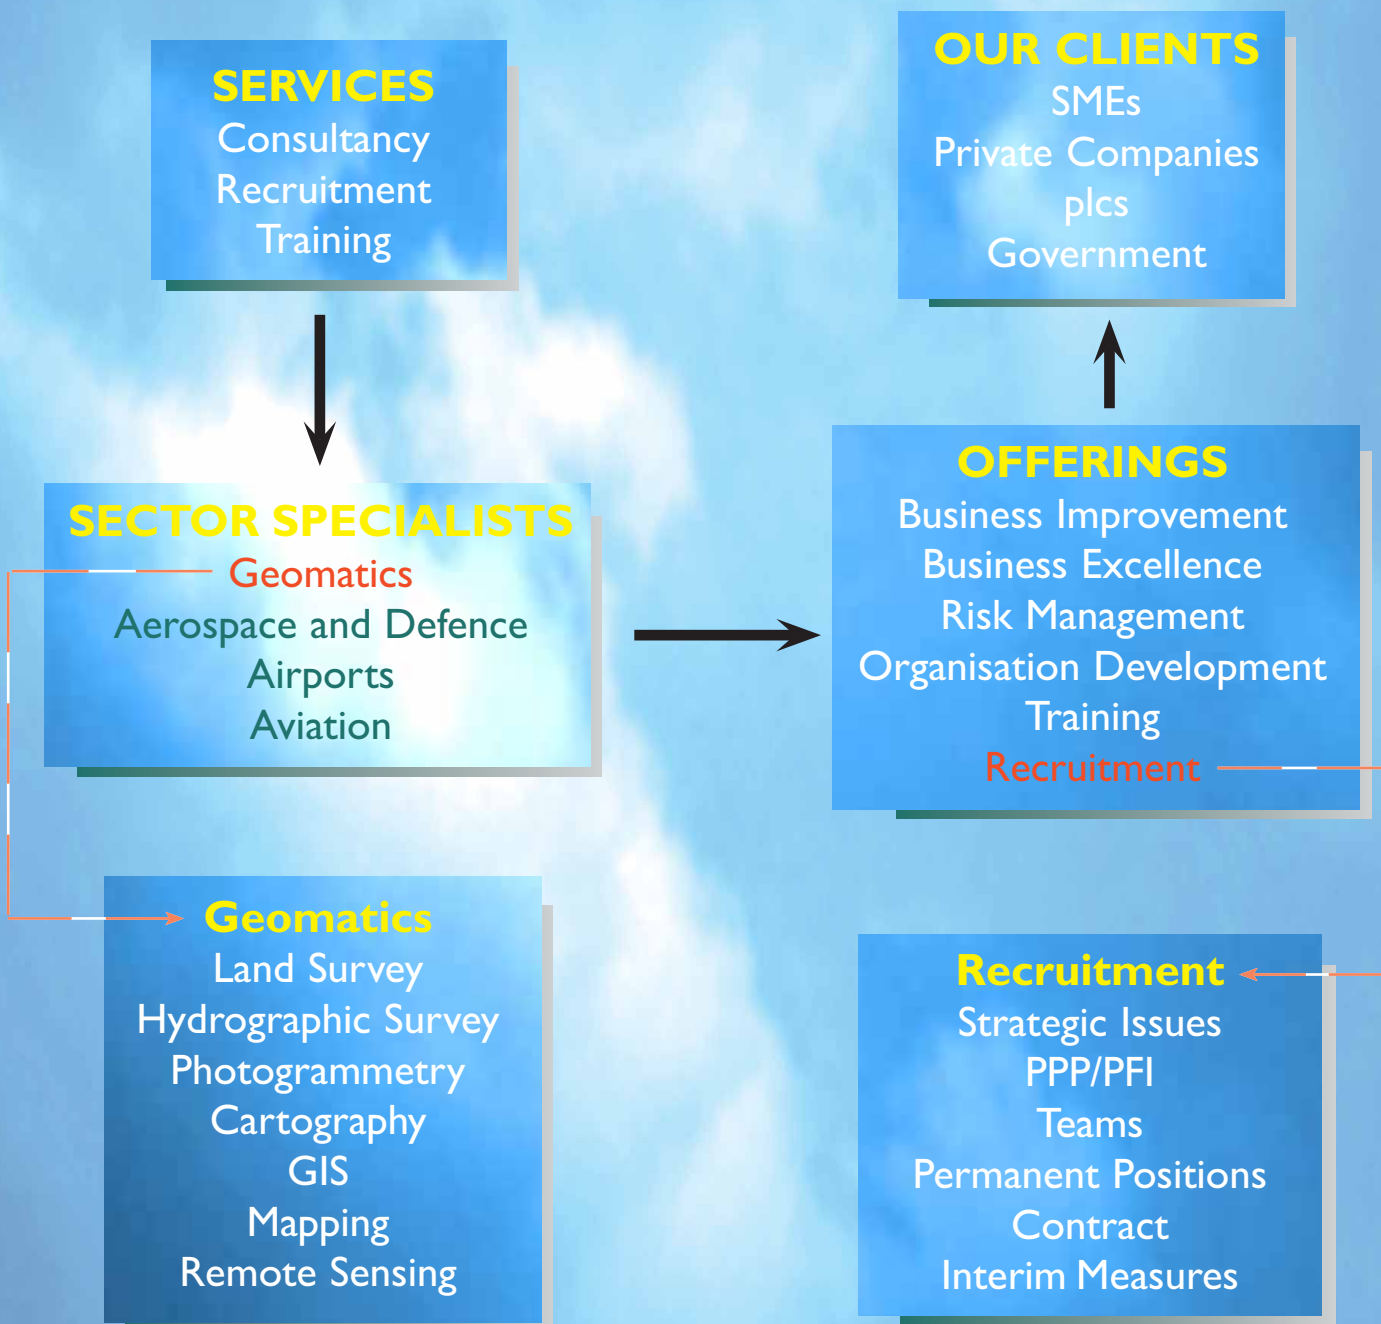 SERVICES
Consultancy
Recruitment
Training
OUR CLIENTS
SMEs
Private Companies
plcs
Government
SECTOR SPECIALISTS
Geomatics
Aerospace and Defence
Airports
Aviation
OFFERINGS
Business Improvement
Business Excellence
Risk Management
Organisation Development
Training
Recruitment
Geomatics
Land Survey
Hydrographic Survey
Photogrammetry
Cartography
GIS
Mapping
Remote Sensing
Recruitment
Strategic Issues
PPP/PFI
Teams
Permanent Positions
Contract
Interim Measures